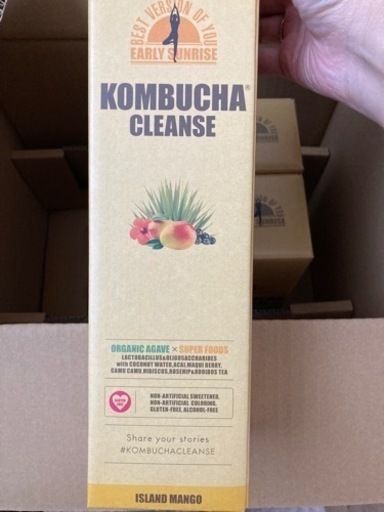 BEST VERSION OF YOU
EARLY SUNRISE
KOMBUCHA®
CLEANSE
ORGANIC AGAVE × SUPER FOODS
LACTOBACILLUS&OLIGOSACCHARIDES
with COCONUT WATER,ACAI,MAQUI BERRY,
CAMU CAMU,HIBISCUS,ROSEHIP&ROOIBOS TEA
NON-ARTIFICIAL SWEETENER,
NON-ARTIFICIAL COLORING,
GLUTEN-FREE, ALCOHOL-FREE
Share your stories
#KOMBUCHACLEANSE
ISLAND MANGO